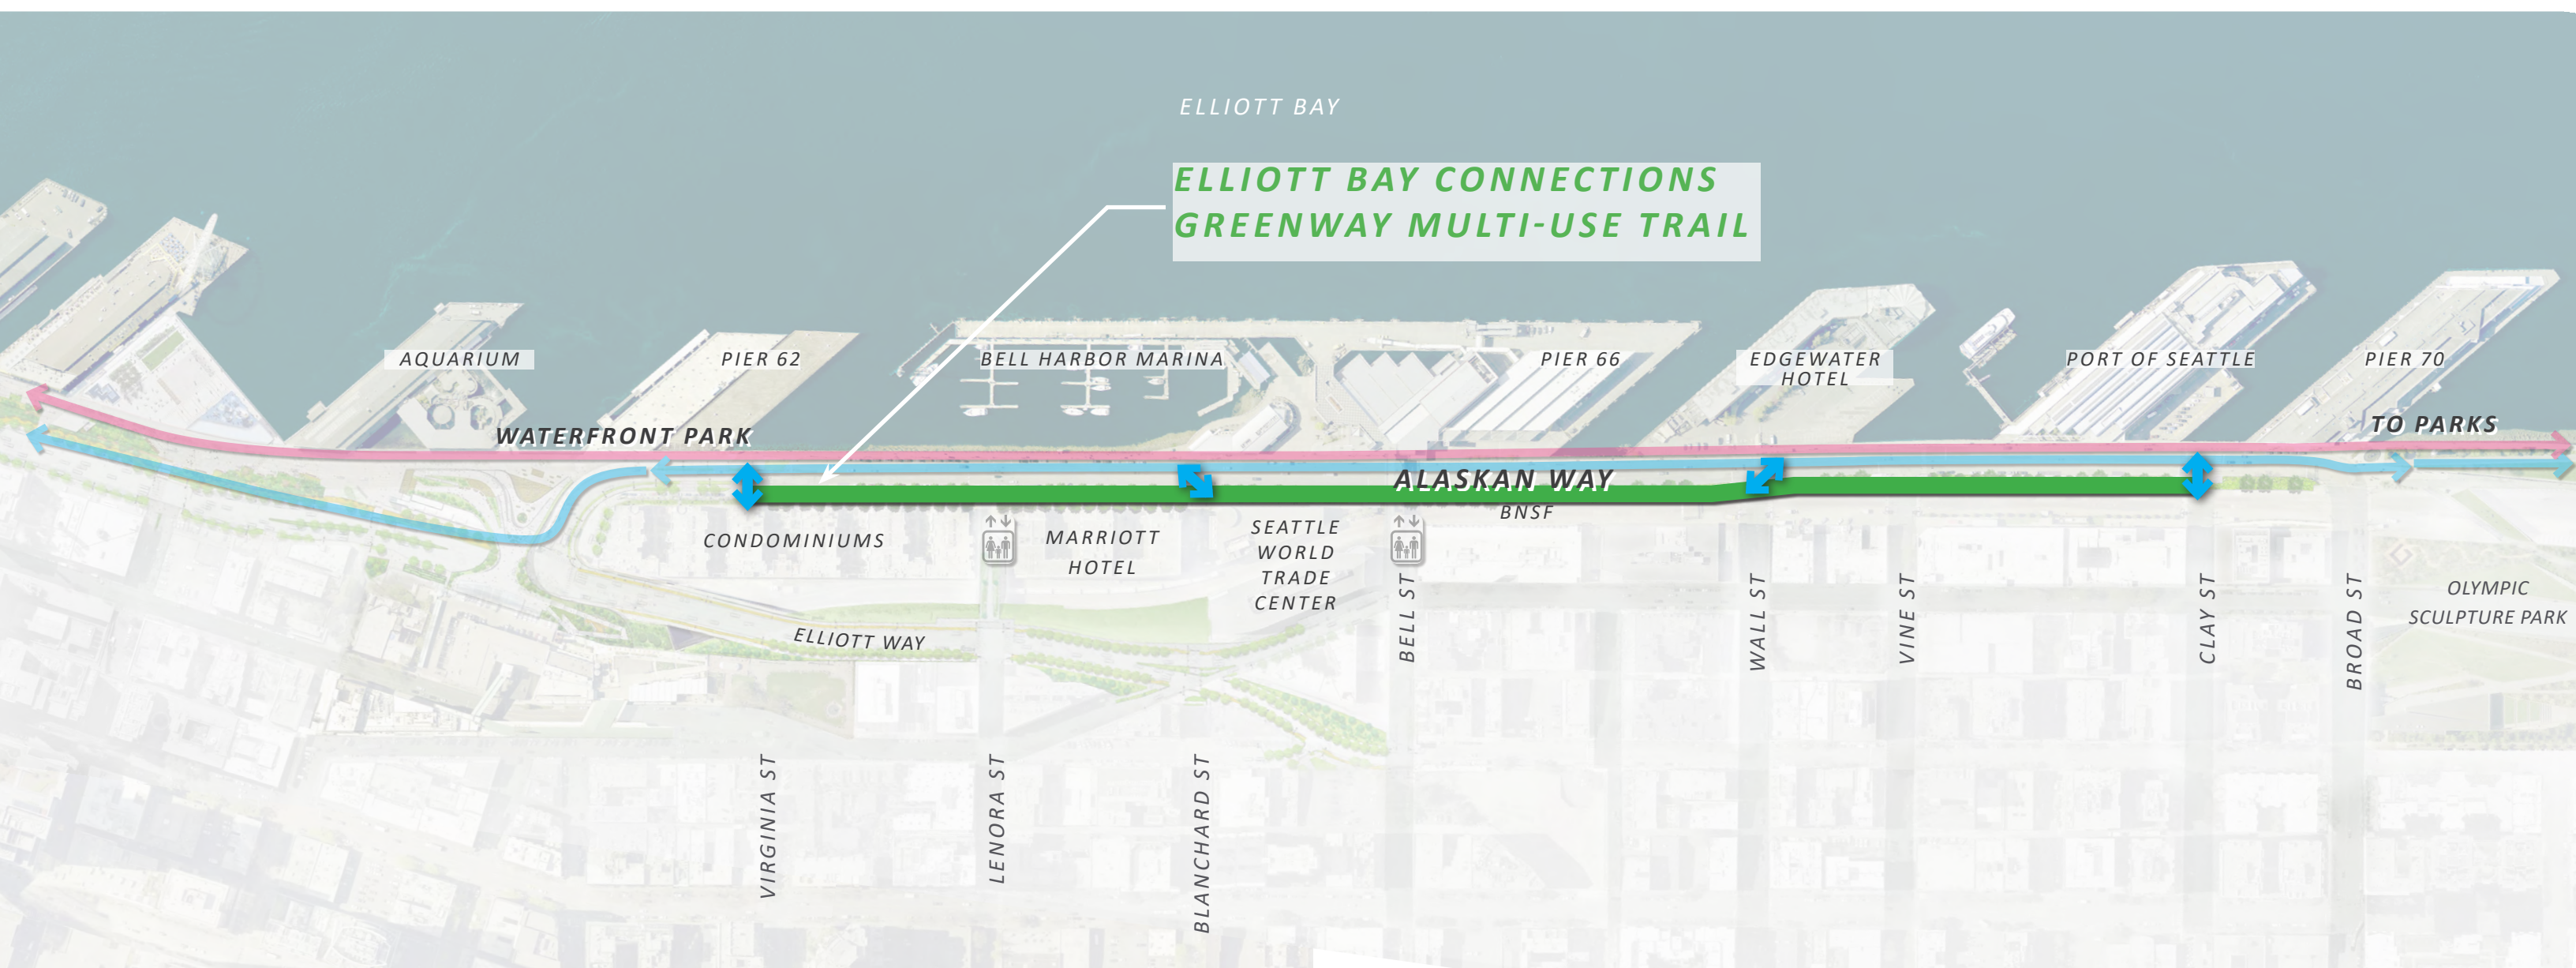 ELLIOTT BAY
ELLIOTT BAY CONNECTIONS
GREENWAY MULTI-USE TRAIL
AQUARIUM
PIER 62
BELL HARBOR MARINA
PIER 66
EDGEWATER
HOTEL
PORT OF SEATTLE
PIER 70
WATERFRONT PARK
TO PARKS
ALASKAN WAY
BNSF
CONDOMINIUMS
MARRIOTT
HOTEL
SEATTLE
WORLD
TRADE
CENTER
ELLIOTT WAY
BELL ST
WALL ST
VINE ST
CLAY ST
BROAD ST
OLYMPIC
SCULPTURE PARK
VIRGINIA ST
LENORA ST
BLANCHARD ST